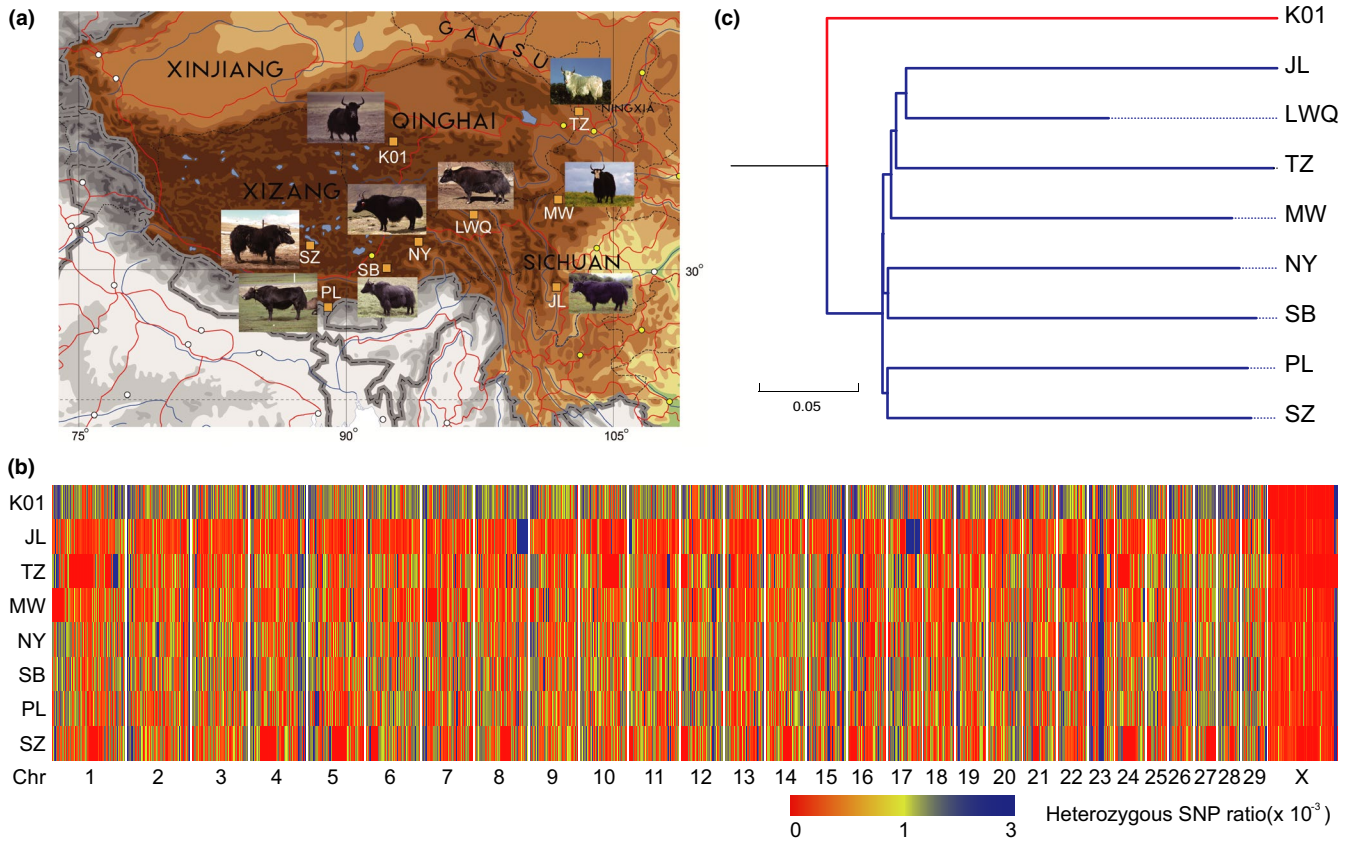 (a)
XINJIANG
GANSU
QINGHAI
NINGXIA
TZ
K01
XIZANG
LWQ
MW
NY
SZ
SB
PL
SICHUAN
JL
30°
75°
90°
105°
(c)
K01
JL
LWQ
TZ
MW
NY
SB
PL
SZ
0.05
(b)
K01
JL
TZ
MW
NY
SB
PL
SZ
Chr 1 2 3 4 5 6 7 8 9 10 11 12 13 14 15 16 17 18 19 20 21 22 23 24 25 26 27 28 29 X
0 1 3
Heterozygous SNP ratio(x 10⁻³ )